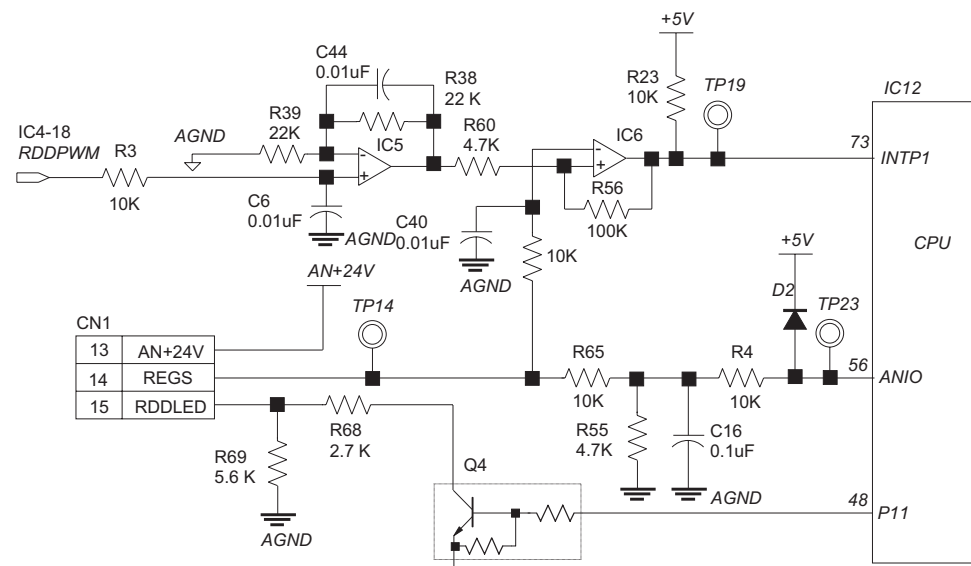 +5V
C44
0.01uF
R38
22 K
R23
10K
TP19
IC12
IC4-18
RDDPWM
R3
10K
AGND
R39
22K
IC5
R60
4.7K
IC6
73
INTP1
C6
0.01uF
AGND
C40
0.01uF
R56
100K
CPU
10K
AGND
AN+24V
TP14
+5V
D2
TP23
CN1
13 AN+24V
14 REGS
15 RDDLED
R65
10K
R4
10K
56
ANIO
R68
2.7 K
R69
5.6 K
R55
4.7K
C16
0.1uF
AGND
AGND
Q4
48
P11